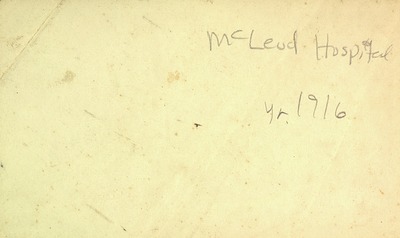 McLeod Hospital
yr. 1916